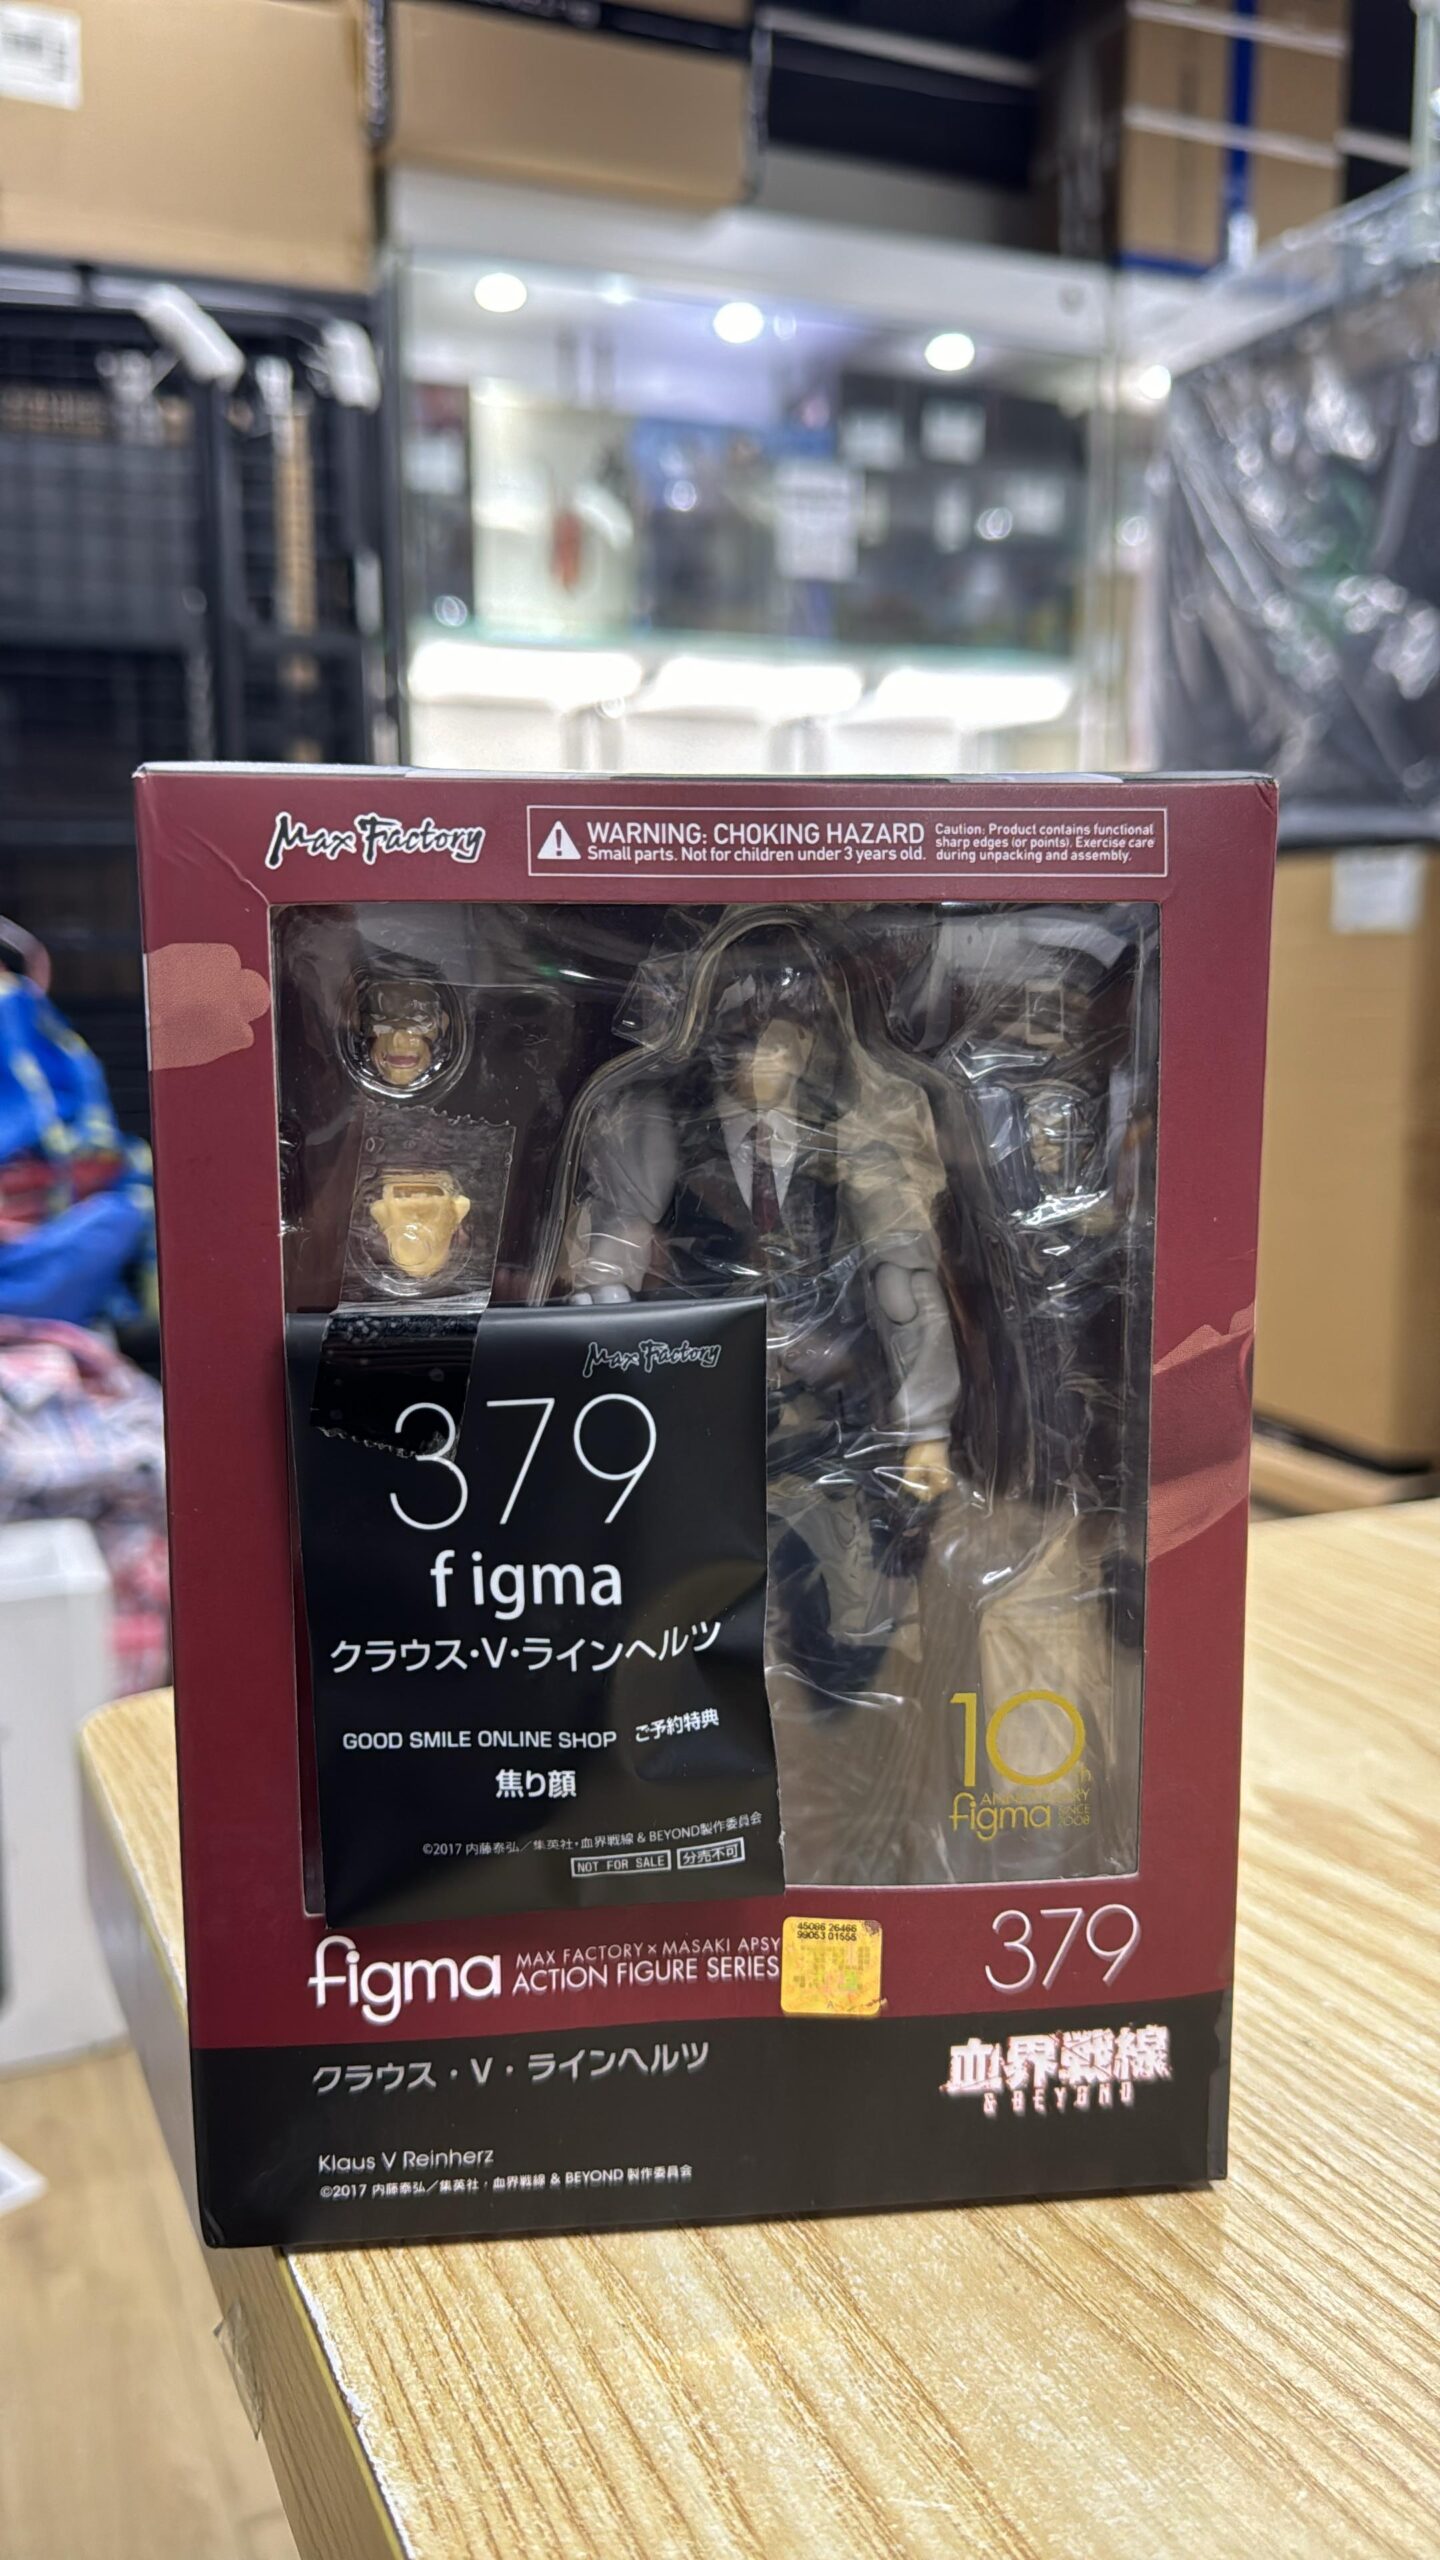 Max Factory
WARNING: CHOKING HAZARD
Small parts. Not for children under 3 years old.
Caution: Product contains functional
sharp edges (or points). Exercise care
during unpacking and assembly.
Max Factory
379
figma
クラウス・V・ラインヘルツ
GOOD SMILE ONLINE SHOP ご予約特典
焦り顔
©2017 内藤泰弘／集英社・血界戦線 & BEYOND製作委員会
NOT FOR SALE 分売不可
10th
ANNIVERSARY
figma SINCE 2008
figma MAX FACTORY × MASAKI APSY
ACTION FIGURE SERIES
45086 26466
99053 01555
379
クラウス・V・ラインヘルツ
血界戦線
& BEYOND
Klaus V Reinherz
©2017 内藤泰弘／集英社・血界戦線 & BEYOND 製作委員会